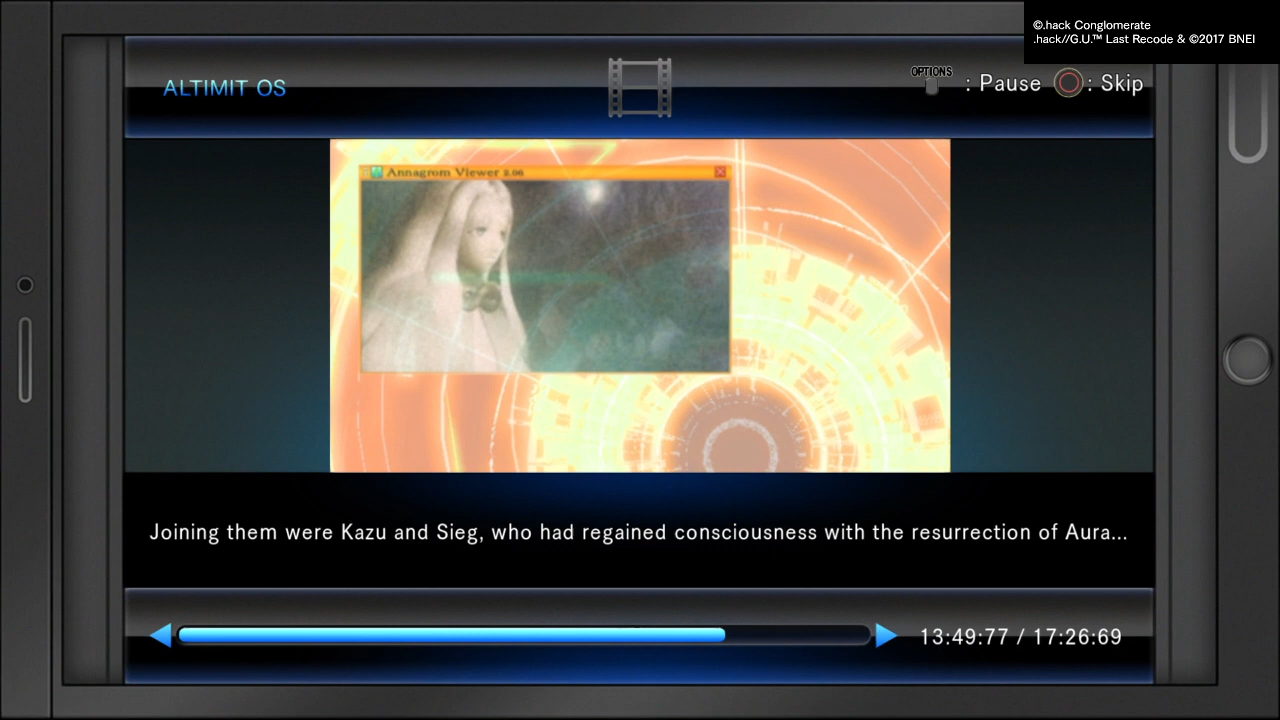 ©.hack Conglomerate
.hack//G.U.™ Last Recode & ©2017 BNEI
ALTIMIT OS
OPTIONS : Pause : Skip
Annagrom Viewer 2.06
Joining them were Kazu and Sieg, who had regained consciousness with the resurrection of Aura...
13:49:77 / 17:26:69